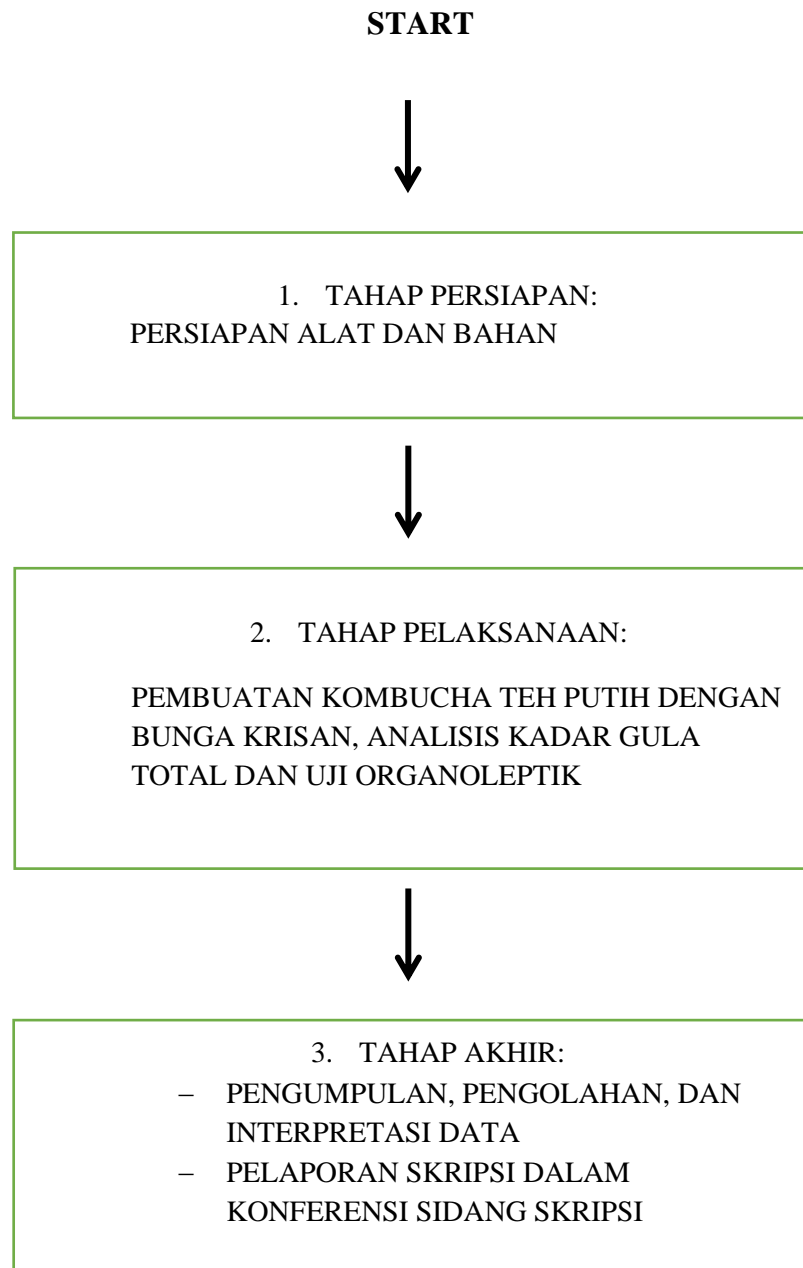 START
1. TAHAP PERSIAPAN:
PERSIAPAN ALAT DAN BAHAN
2. TAHAP PELAKSANAAN:
PEMBUATAN KOMBUCHA TEH PUTIH DENGAN
BUNGA KRISAN, ANALISIS KADAR GULA
TOTAL DAN UJI ORGANOLEPTIK
3. TAHAP AKHIR:
– PENGUMPULAN, PENGOLAHAN, DAN
INTERPRETASI DATA
– PELAPORAN SKRIPSI DALAM
KONFERENSI SIDANG SKRIPSI